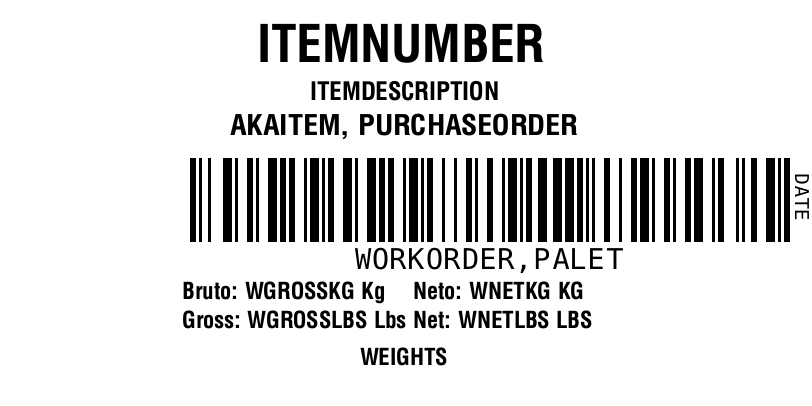 ITEMNUMBER
ITEMDESCRIPTION
AKAITEM, PURCHASEORDER
DATE
WORKORDER,PALET
Bruto: WGROSSKG Kg Neto: WNETKG KG
Gross: WGROSSLBS Lbs Net: WNETLBS LBS
WEIGHTS